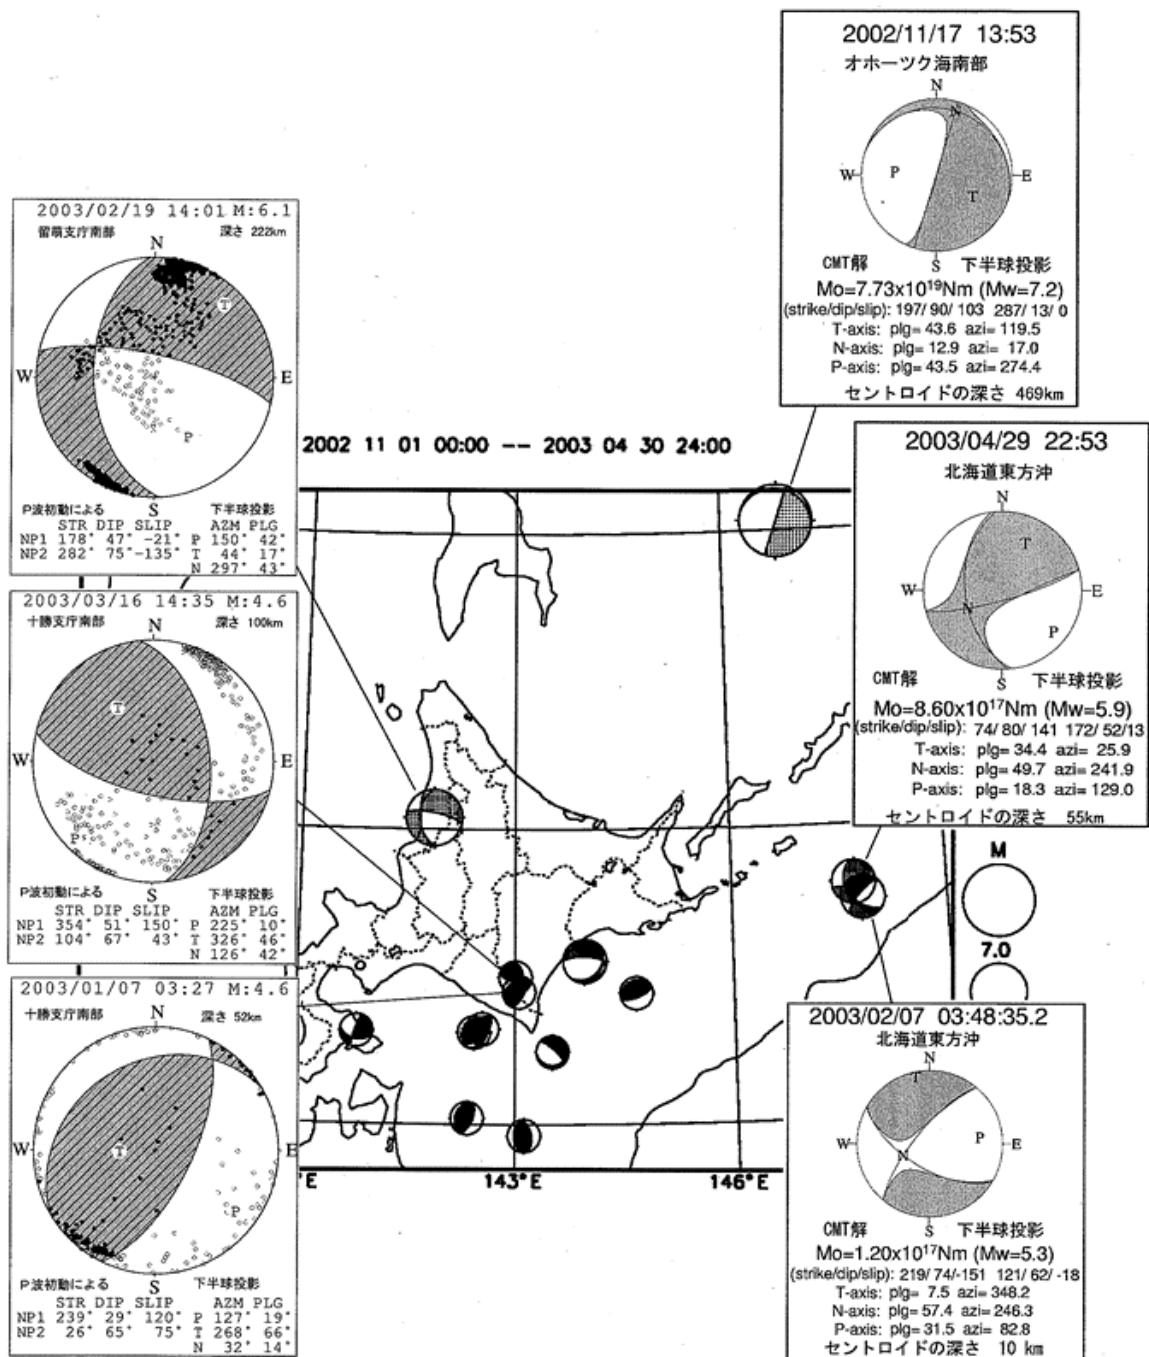 2002/11/17 13:53
オホーツク海南部
N
N
W
P
E
T
S
CMT解
下半球投影
Mo=7.73x10¹⁹Nm (Mw=7.2)
(strike/dip/slip): 197/ 90/ 103 287/ 13/ 0
T-axis: plg= 43.6 azi= 119.5
N-axis: plg= 12.9 azi= 17.0
P-axis: plg= 43.5 azi= 274.4
セントロイドの深さ 469km
2003/02/19 14:01 M:6.1
留萌支庁南部 深さ 222km
N
T
W
E
P
S
P波初動による 下半球投影
STR DIP SLIP AZM PLG
NP1 178° 47° -21° P 150° 42°
NP2 282° 75° -135° T 44° 17°
N 297° 43°
2002 11 01 00:00 -- 2003 04 30 24:00
2003/04/29 22:53
北海道東方沖
N
T
W
E
N
P
S
CMT解
下半球投影
Mo=8.60x10¹⁷Nm (Mw=5.9)
(strike/dip/slip): 74/ 80/ 141 172/ 52/13
T-axis: plg= 34.4 azi= 25.9
N-axis: plg= 49.7 azi= 241.9
P-axis: plg= 18.3 azi= 129.0
セントロイドの深さ 55km
2003/03/16 14:35 M:4.6
十勝支庁南部 深さ 100km
N
T
W
E
P
S
P波初動による 下半球投影
STR DIP SLIP AZM PLG
NP1 354° 51° 150° P 225° 10°
NP2 104° 67° 43° T 326° 46°
N 126° 42°
M
7.0
2003/01/07 03:27 M:4.6
十勝支庁南部 深さ 52km
N
W
T
E
P
S
P波初動による 下半球投影
STR DIP SLIP AZM PLG
NP1 239° 29° 120° P 127° 19°
NP2 26° 65° 75° T 268° 66°
N 32° 14°
°E
143°E
146°E
2003/02/07 03:48:35.2
北海道東方沖
N
T
W
P
E
N
S
CMT解
下半球投影
Mo=1.20x10¹⁷Nm (Mw=5.3)
(strike/dip/slip): 219/ 74/-151 121/ 62/ -18
T-axis: plg= 7.5 azi= 348.2
N-axis: plg= 57.4 azi= 246.3
P-axis: plg= 31.5 azi= 82.8
セントロイドの深さ 10 km